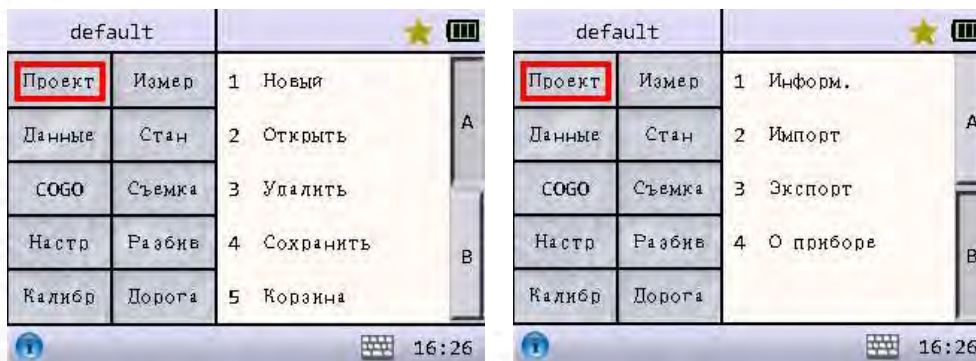 default
Проект Измер 1 Новый
Данные Стан 2 Открыть A
COGO Съемка 3 Удалить
Настр Разбив 4 Сохранить B
Калибр Дорога 5 Корзина
16:26
default
Проект Измер 1 Информ.
Данные Стан 2 Импорт A
COGO Съемка 3 Экспорт
Настр Разбив 4 О приборе B
Калибр Дорога
16:26